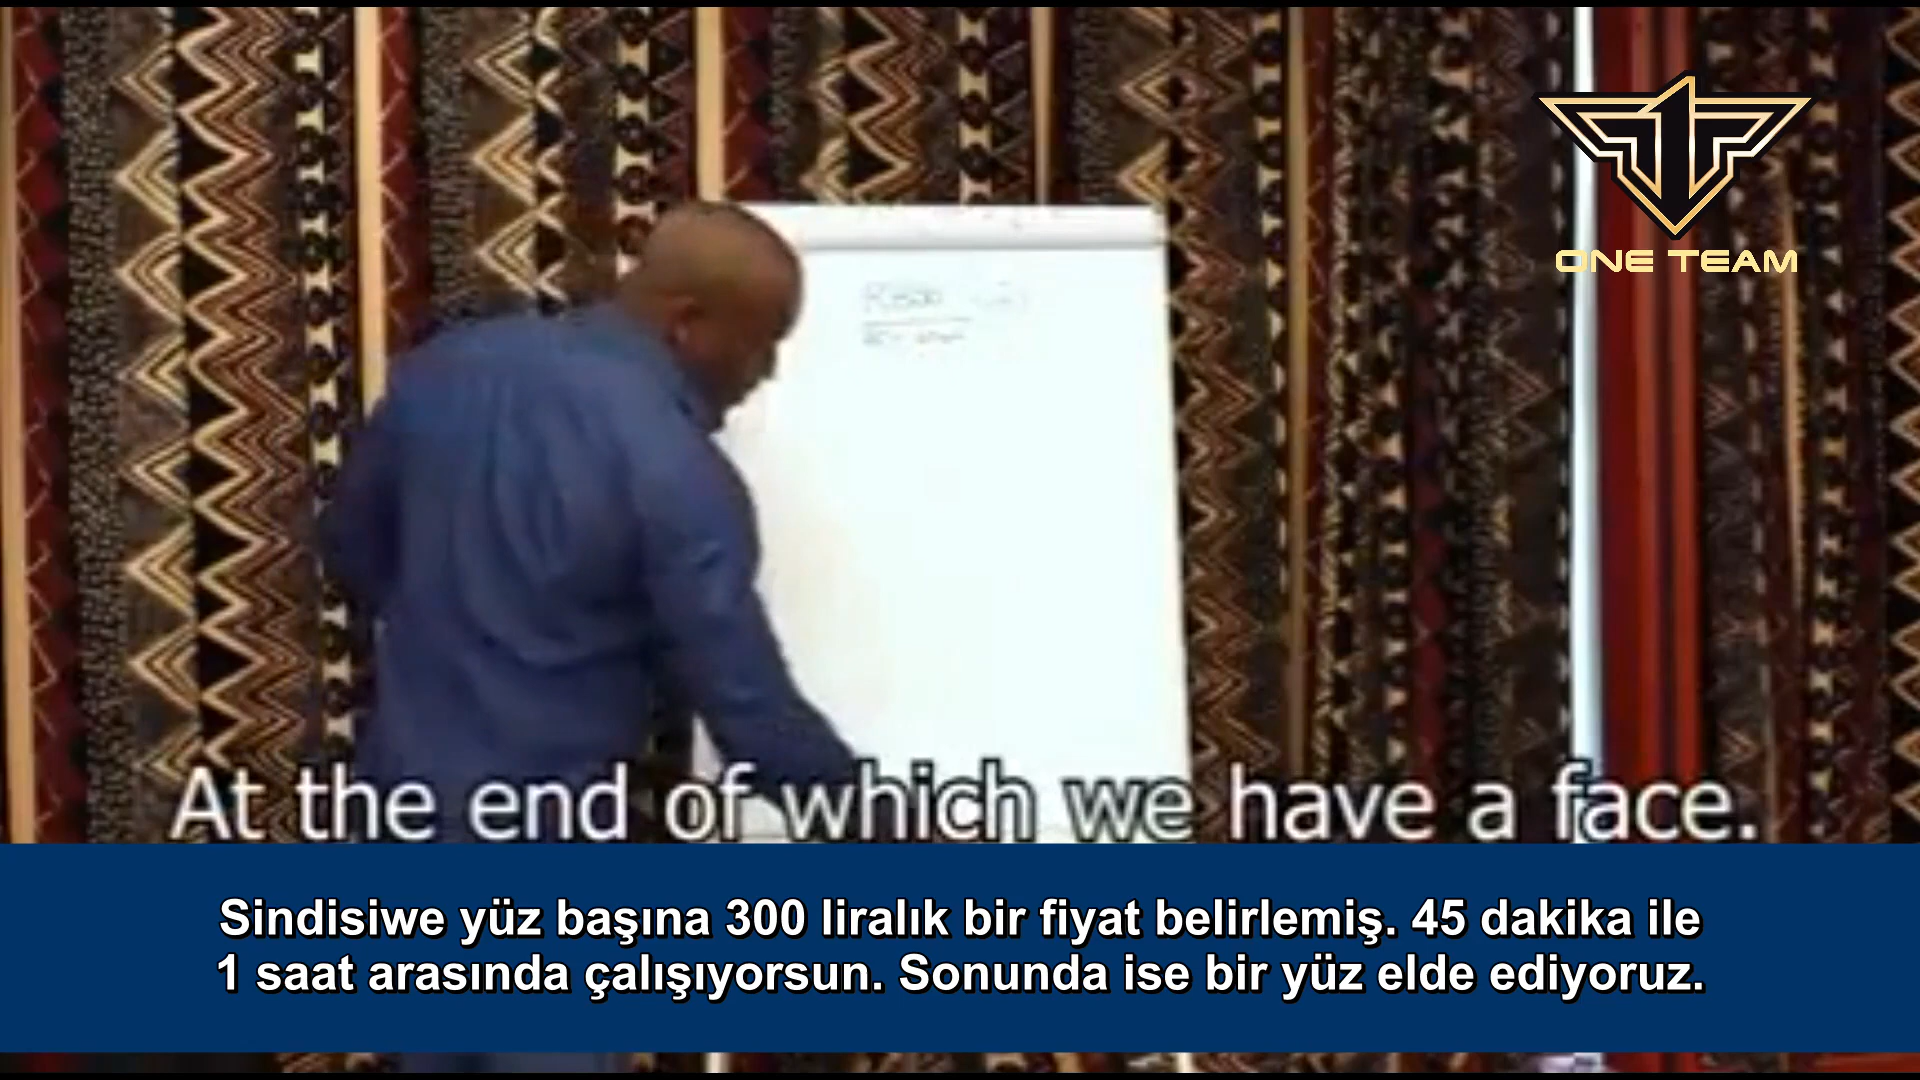 ONE TEAM
At the end of which we have a face.
Sindisiwe yüz başına 300 liralık bir fiyat belirlemiş. 45 dakika ile
1 saat arasında çalışıyorsun. Sonunda ise bir yüz elde ediyoruz.